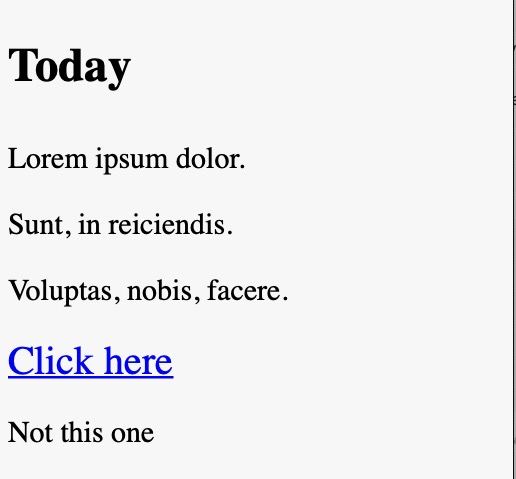 Today
Lorem ipsum dolor.
Sunt, in reiciendis.
Voluptas, nobis, facere.
Click here
Not this one